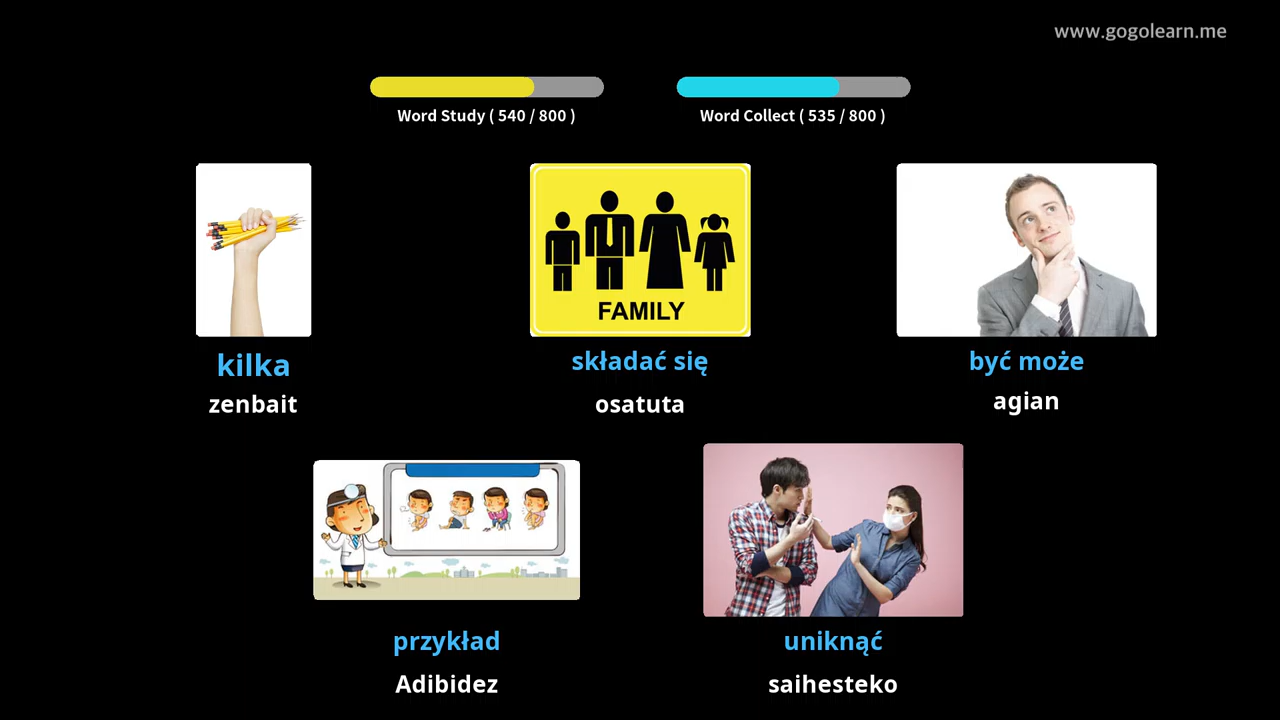 www.gogolearn.me
Word Study ( 540 / 800 )
Word Collect ( 535 / 800 )
FAMILY
kilka
składać się
być może
zenbait
osatuta
agian
przykład
uniknąć
Adibidez
saihesteko